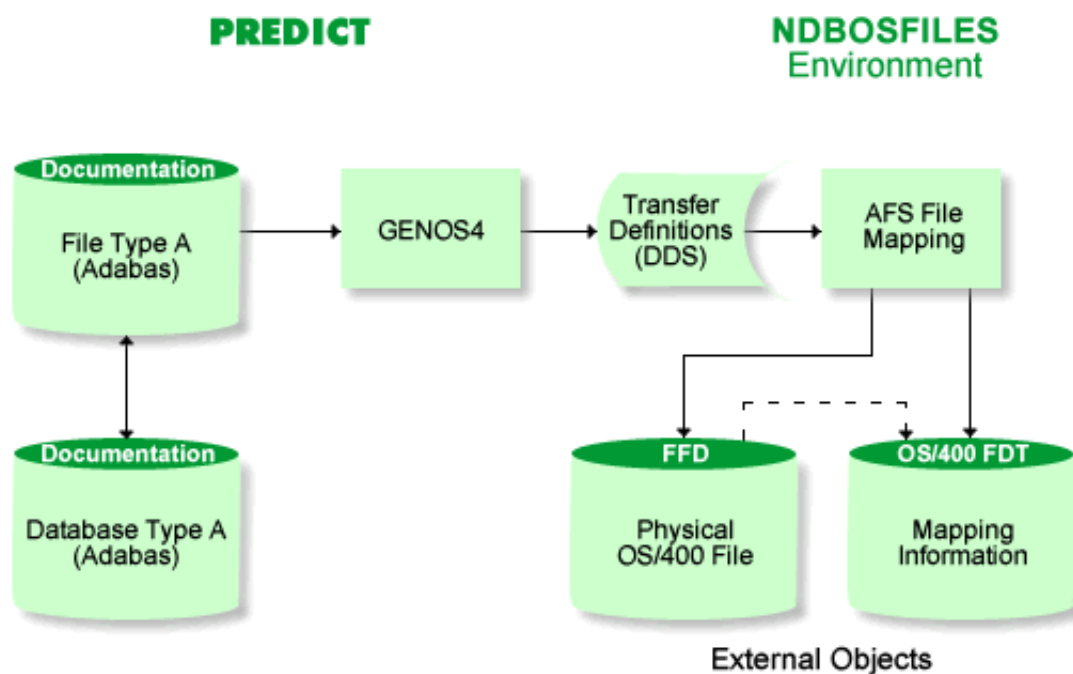 PREDICT
NDBOSFILES
Environment
Documentation
File Type A
(Adabas)
GENOS4
Transfer
Definitions
(DDS)
AFS File
Mapping
Documentation
Database Type A
(Adabas)
FFD
Physical
OS/400 File
OS/400 FDT
Mapping
Information
External Objects